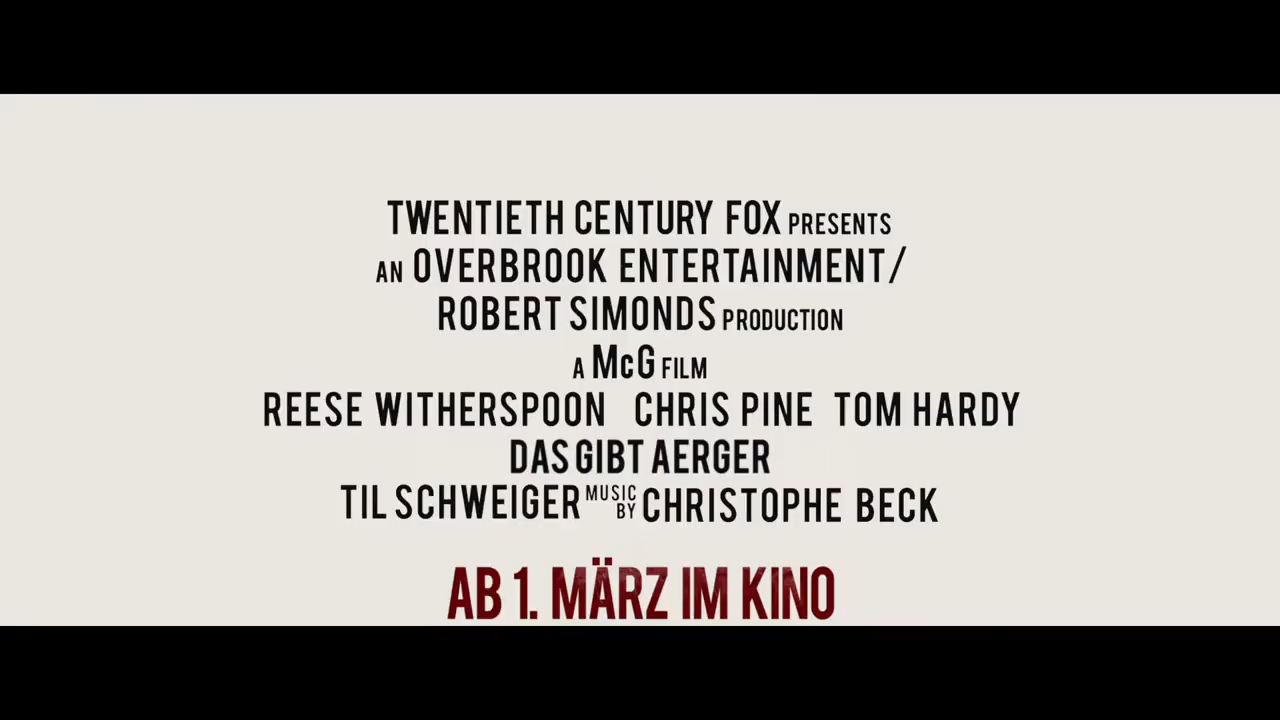 TWENTIETH CENTURY FOX PRESENTS
AN OVERBROOK ENTERTAINMENT/
ROBERT SIMONDS PRODUCTION
A McG FILM
REESE WITHERSPOON CHRIS PINE TOM HARDY
DAS GIBT AERGER
TIL SCHWEIGER MUSIC BY CHRISTOPHE BECK
AB 1. MÄRZ IM KINO